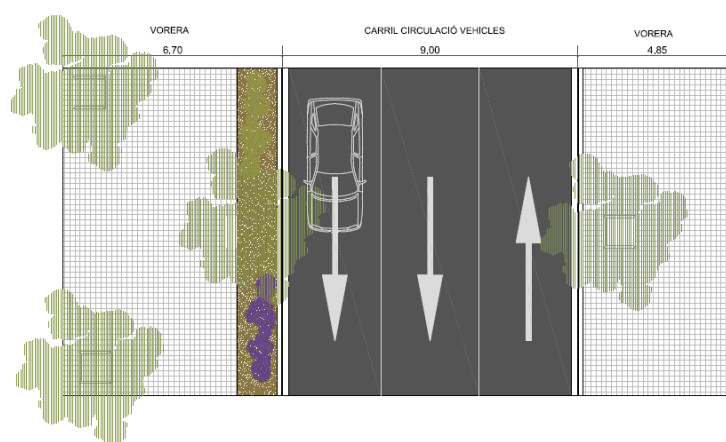 VORERA
CARRIL CIRCULACIÓ VEHICLES
VORERA
6,70
9,00
4,85